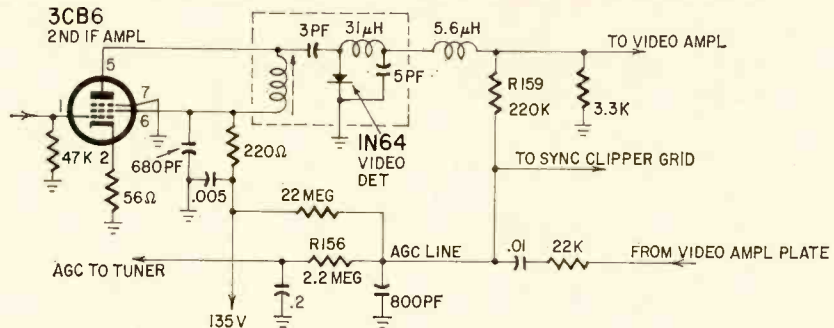 3CB6
2ND IF AMPL
5
7
1
6
2
47K
56Ω
680PF
.005
220Ω
3PF
31µH
5PF
5.6µH
1N64
VIDEO
DET
TO VIDEO AMPL
R159
220K
3.3K
TO SYNC CLIPPER GRID
22 MEG
AGC TO TUNER
R156
2.2 MEG
AGC LINE
.01
22K
FROM VIDEO AMPL PLATE
.2
800PF
135V